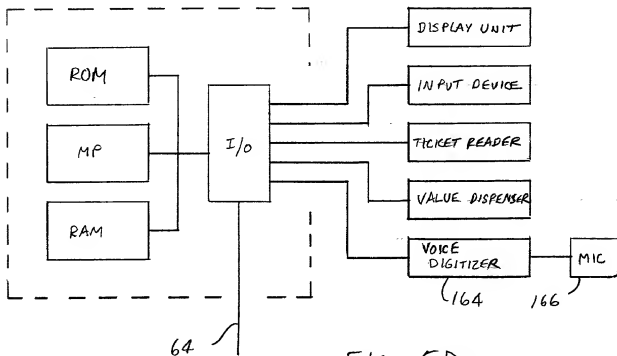 DISPLAY UNIT
ROM
INPUT DEVICE
MP
I/O
TICKET READER
VALUE DISPENSER
RAM
VOICE
DIGITIZER
MIC
164
166
64